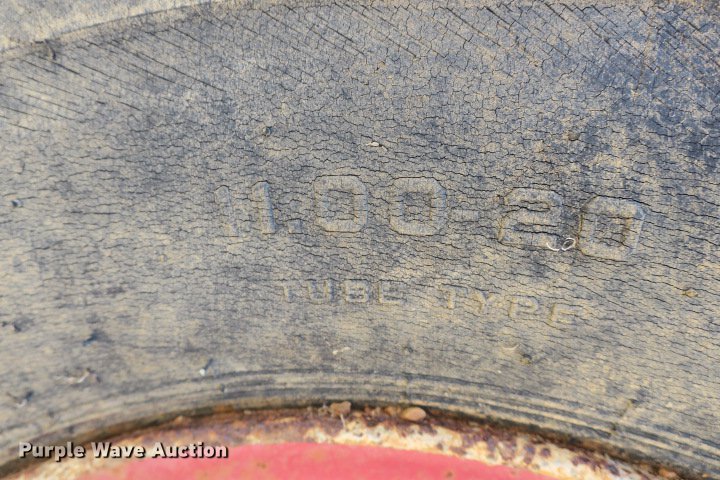 11.00-20
TUBE TYPE
Purple Wave Auction